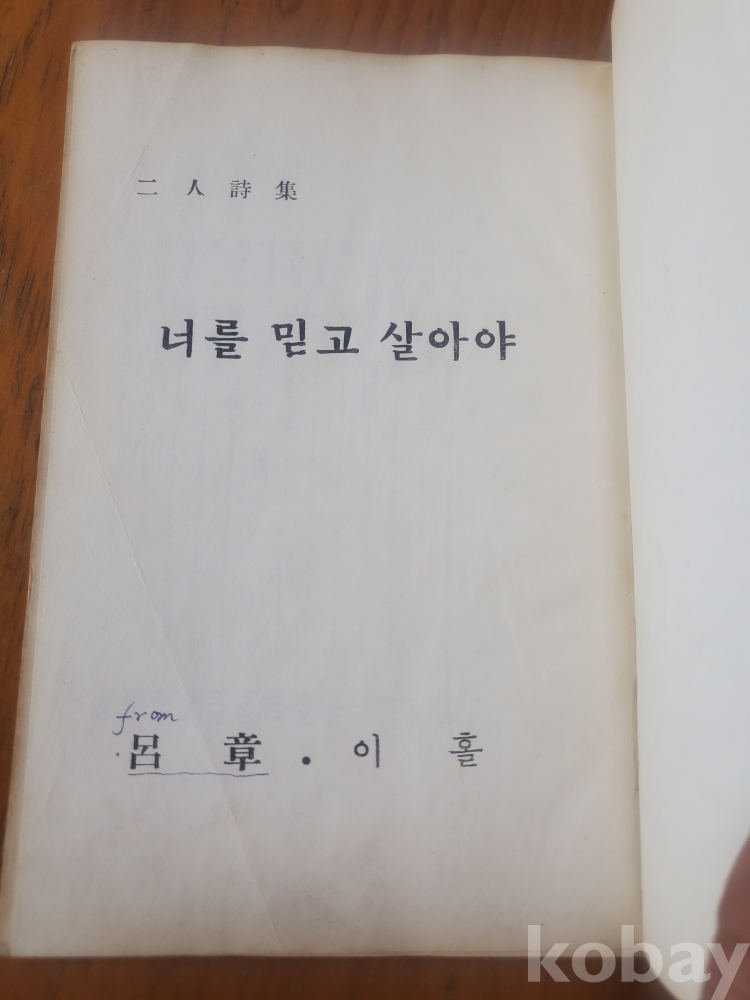 二人詩集
너를 믿고 살아야
from
呂 章 · 이 홀
kobay